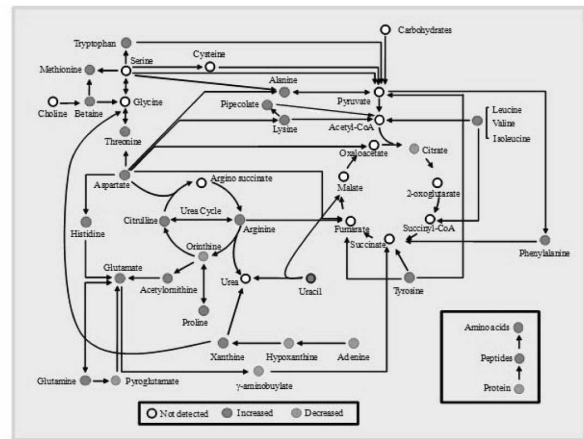 Carbohydrates
Tryptophan
Cysteine
Serine
Methionine
Alanine
Leucine
Pipecolate
Pyruvate
Valine
Choline
Betaine
Glycine
Isoleucine
Lysine
Acetyl-CoA
Threonine
Citrate
Oxaloacetate
Aspartate
Argino succinate
Malate
2-oxoglutarate
Urea Cycle
Citrulline
Arginine
Fumarate
Succinyl-CoA
Histidine
Succinate
Orinthine
Phenylalanine
Glutamate
Acetylornithine
Urea
Uracil
Tyrosine
Proline
Aminoacids
Xanthine
Hypoxanthine
Adenine
Peptides
Glutamine
Pyroglutamate
γ-aminobuylate
Protein
Not detected Increased Decreased